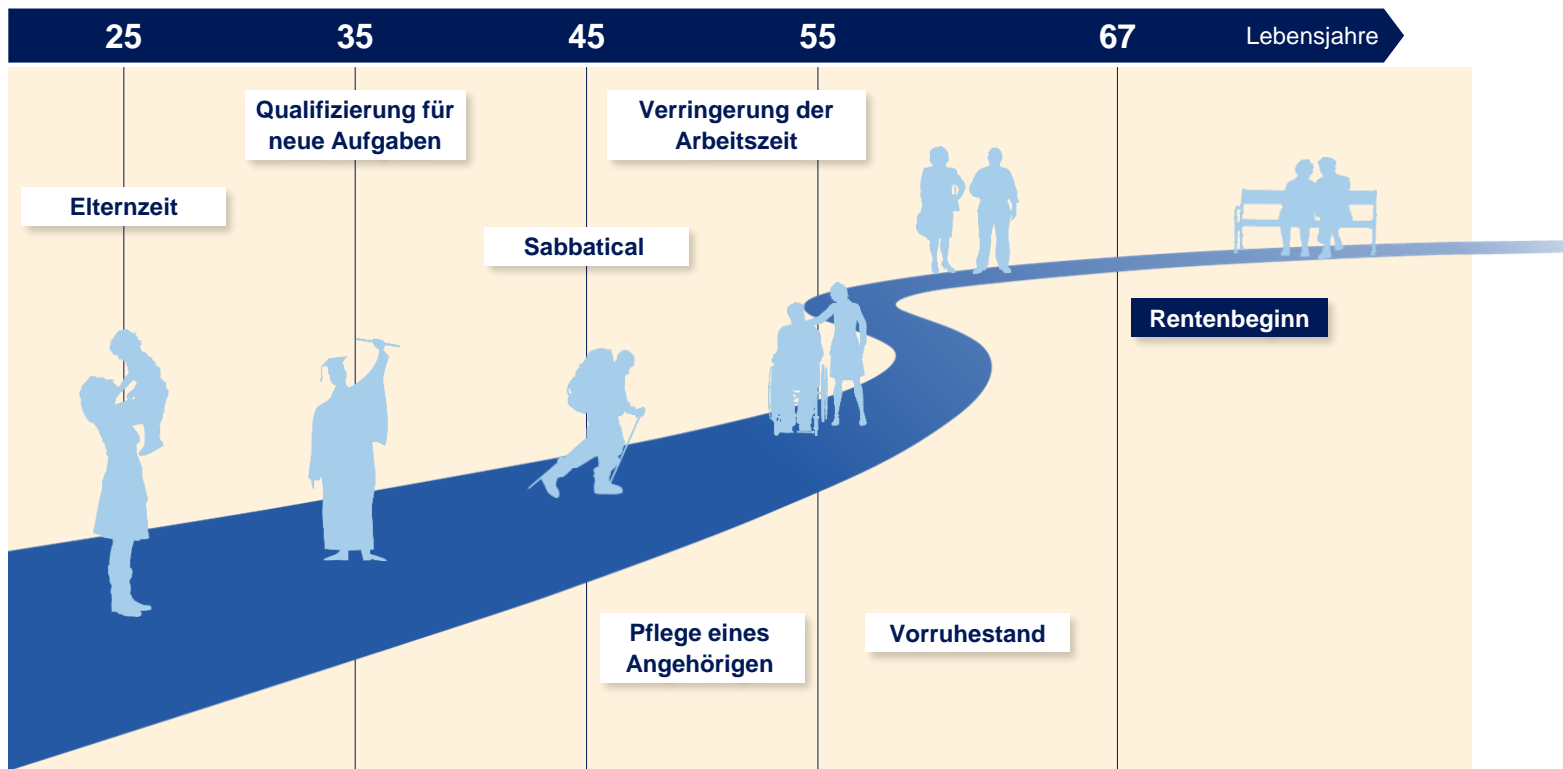 25 35 45 55 67 Lebensjahre
Qualifizierung für
neue Aufgaben
Verringerung der
Arbeitszeit
Elternzeit
Sabbatical
Rentenbeginn
Pflege eines
Angehörigen
Vorruhestand